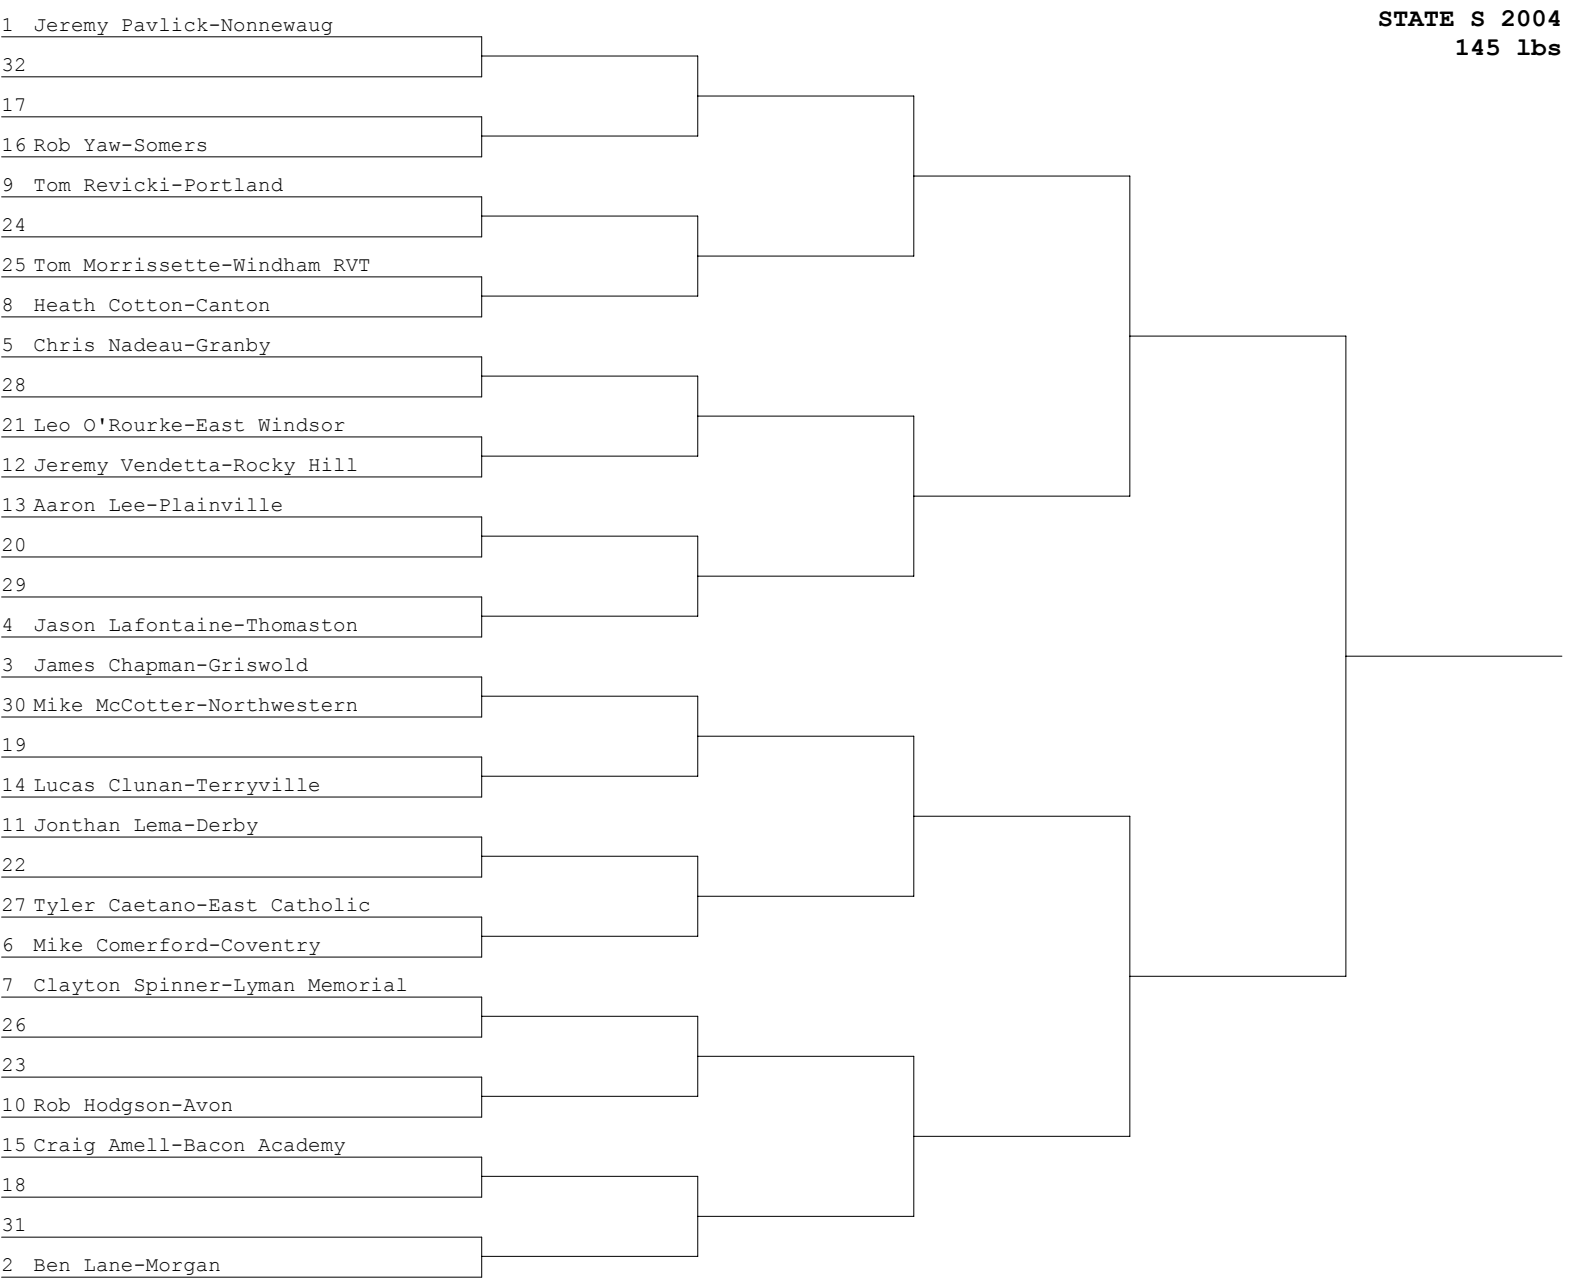 STATE S 2004
145 lbs
1 Jeremy Pavlick-Nonnewaug
32
17
16 Rob Yaw-Somers
9 Tom Revicki-Portland
24
25 Tom Morrissette-Windham RVT
8 Heath Cotton-Canton
5 Chris Nadeau-Granby
28
21 Leo O'Rourke-East Windsor
12 Jeremy Vendetta-Rocky Hill
13 Aaron Lee-Plainville
20
29
4 Jason Lafontaine-Thomaston
3 James Chapman-Griswold
30 Mike McCotter-Northwestern
19
14 Lucas Clunan-Terryville
11 Jonthan Lema-Derby
22
27 Tyler Caetano-East Catholic
6 Mike Comerford-Coventry
7 Clayton Spinner-Lyman Memorial
26
23
10 Rob Hodgson-Avon
15 Craig Amell-Bacon Academy
18
31
2 Ben Lane-Morgan